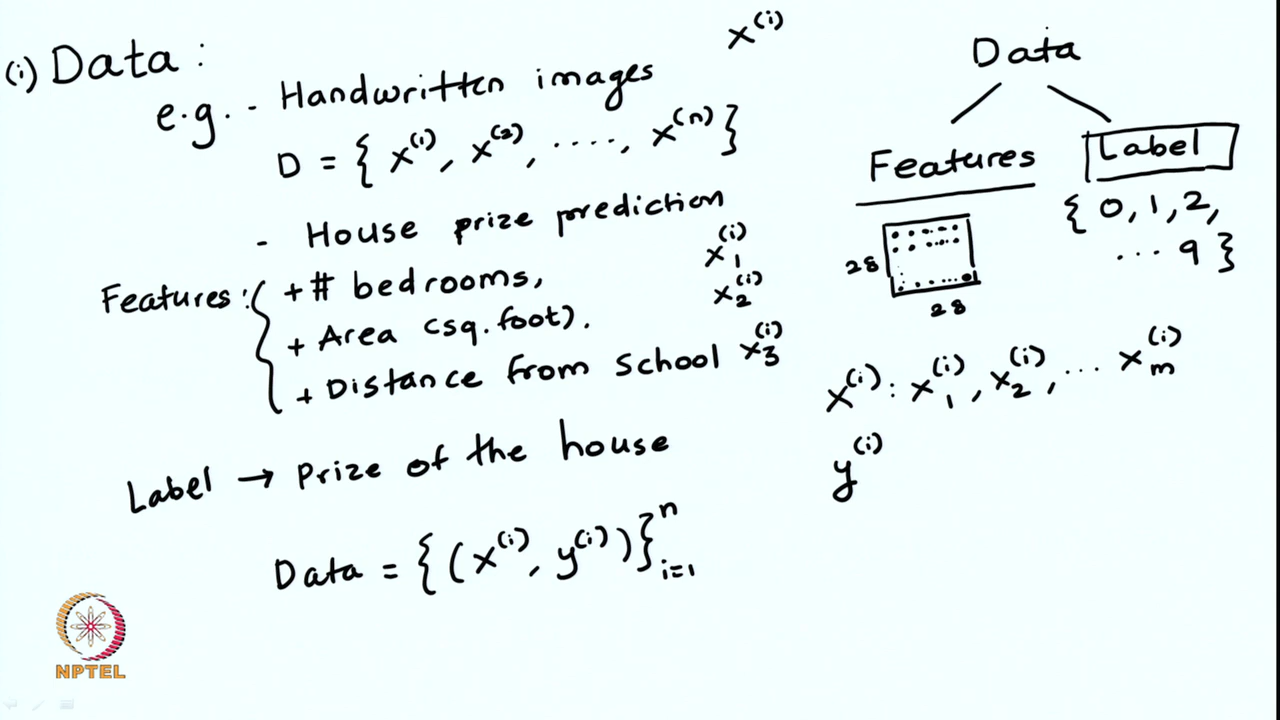 (i) Data :
e.g. - Handwritten images x^(i)
D = { x^(1), x^(2), ...., x^(n) }
- House prize prediction
Features : { + # bedrooms, x_1^(i)
+ Area (sq.foot). x_2^(i)
+ Distance from school x_3^(i)
Label → Prize of the house
Data = { (x^(i), y^(i)) }_{i=1}^n
Data
Features Label
28
28
{ 0, 1, 2,
... 9 }
x^(i) : x_1^(i), x_2^(i), ... x_m^(i)
y^(i)
NPTEL